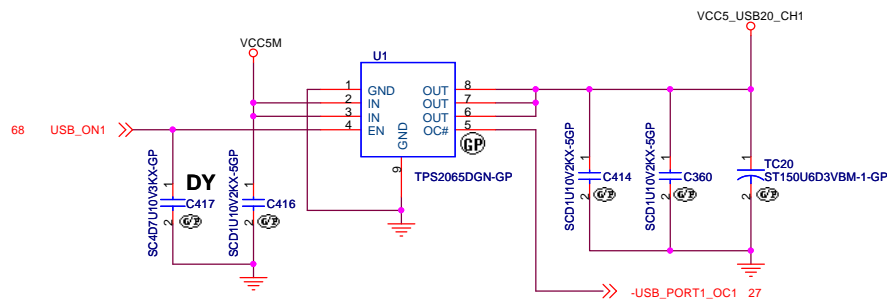 VCC5M
VCC5_USB20_CH1
U1
1 GND OUT 8
2 IN OUT 7
3 IN OUT 6
4 EN OC# 5
GND
9
GP
TPS2065DGN-GP
68 USB_ON1
1
SC4D7U10V3KX-GP
DY
C417
2
G/P
1
SCD1U10V2KX-5GP
C416
2
G/P
1
SCD1U10V2KX-5GP
C414
2
G/P
1
SCD1U10V2KX-5GP
C360
2
G/P
1
TC20
ST150U6D3VBM-1-GP
2
G/P
-USB_PORT1_OC1 27